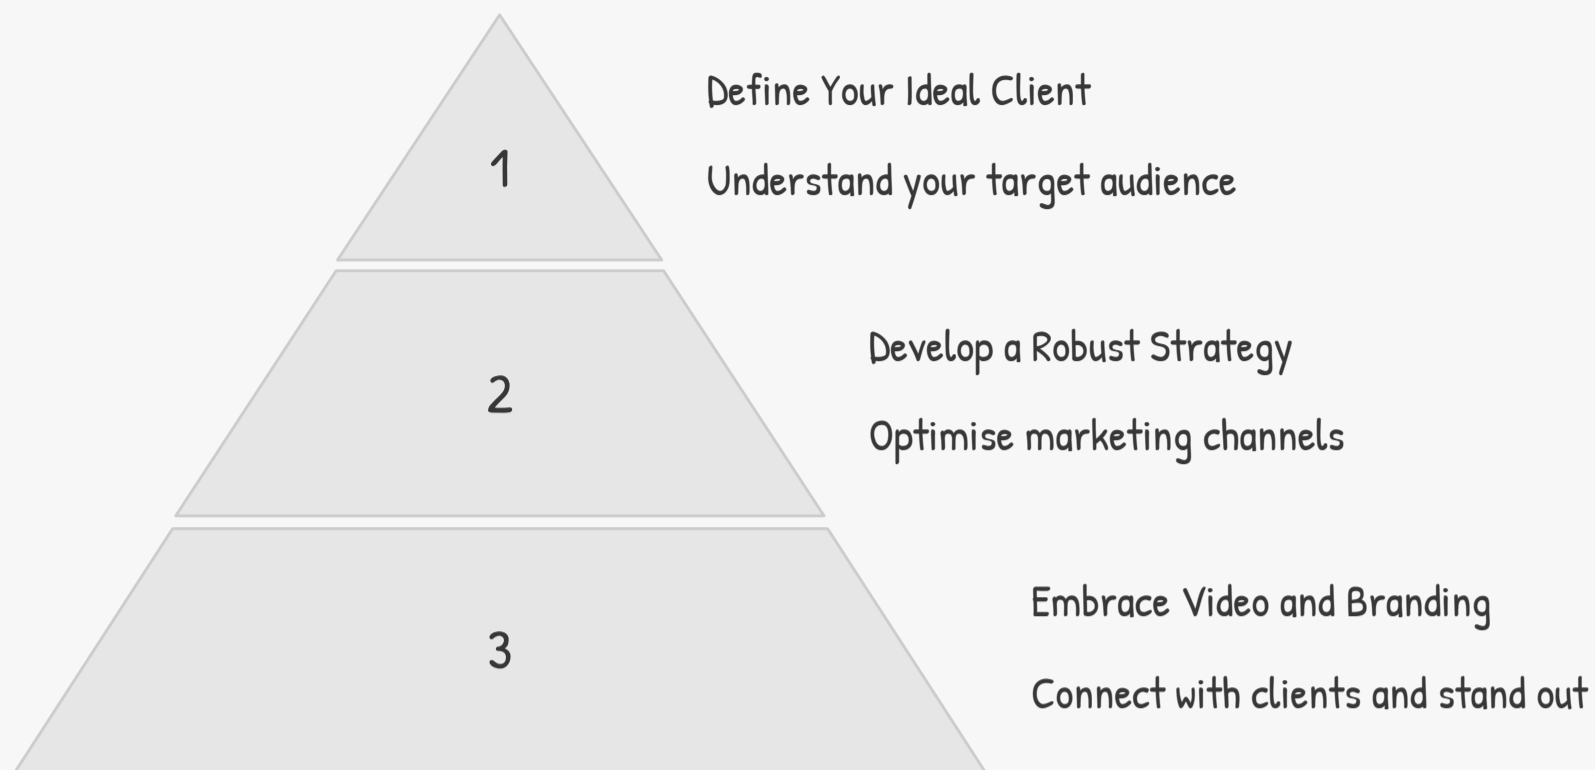 1
Define Your Ideal Client
Understand your target audience
2
Develop a Robust Strategy
Optimise marketing channels
3
Embrace Video and Branding
Connect with clients and stand out